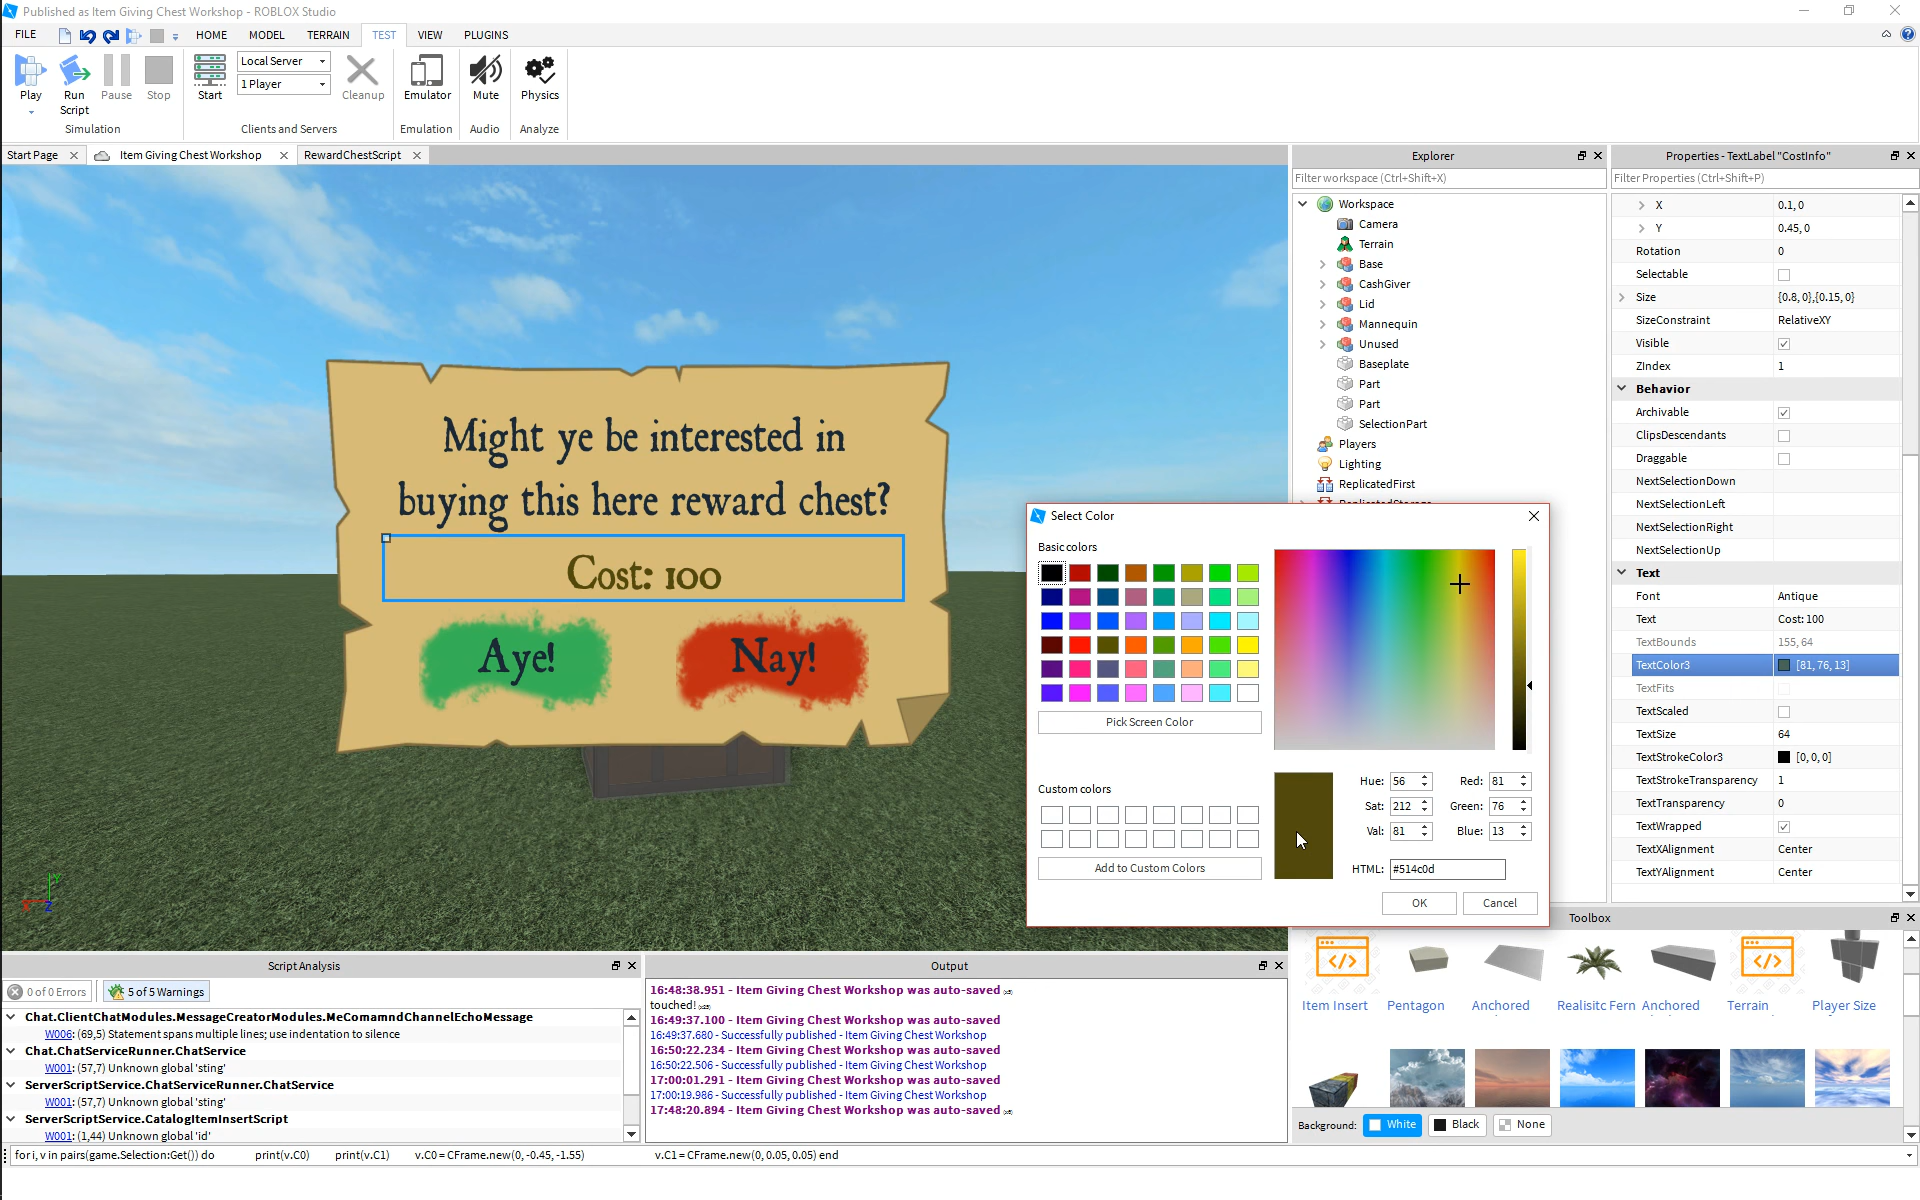 Published as Item Giving Chest Workshop - ROBLOX Studio
FILE HOME MODEL TERRAIN TEST VIEW PLUGINS
Play Run Script Pause Stop Start Local Server 1 Player Cleanup Emulator Mute Physics
Simulation Clients and Servers Emulation Audio Analyze
Start Page Item Giving Chest Workshop RewardChestScript
Might ye be interested in
buying this here reward chest?
Cost: 100
Aye! Nay!
Y
X Z
Explorer
Filter workspace (Ctrl+Shift+X)
Workspace
Camera
Terrain
Base
CashGiver
Lid
Mannequin
Unused
Baseplate
Part
Part
SelectionPart
Players
Lighting
ReplicatedFirst
Properties - TextLabel "CostInfo"
Filter Properties (Ctrl+Shift+P)
X 0.1, 0
Y 0.45, 0
Rotation 0
Selectable
Size {0.8, 0},{0.15, 0}
SizeConstraint RelativeXY
Visible
ZIndex 1
Behavior
Archivable
ClipsDescendants
Draggable
NextSelectionDown
NextSelectionLeft
NextSelectionRight
NextSelectionUp
Text
Font Antique
Text Cost: 100
TextBounds 155, 64
TextColor3 [81, 76, 13]
TextFits
TextScaled
TextSize 64
TextStrokeColor3 [0, 0, 0]
TextStrokeTransparency 1
TextTransparency 0
TextWrapped
TextXAlignment Center
TextYAlignment Center
Select Color
Basic colors
Pick Screen Color
Custom colors
Add to Custom Colors
Hue: 56 Red: 81
Sat: 212 Green: 76
Val: 81 Blue: 13
HTML: #514c0d
OK Cancel
Toolbox
Item Insert Pentagon Anchored Realisitc Fern Anchored Terrain Player Size
Background: White Black None
Script Analysis
0 of 0 Errors 5 of 5 Warnings
Chat.ClientChatModules.MessageCreatorModules.MeComamndChannelEchoMessage
W006: (69,5) Statement spans multiple lines; use indentation to silence
Chat.ChatServiceRunner.ChatService
W001: (57,7) Unknown global 'sting'
ServerScriptService.ChatServiceRunner.ChatService
W001: (57,7) Unknown global 'sting'
ServerScriptService.CatalogItemInsertScript
W001: (1,44) Unknown global 'id'
Output
16:48:38.951 - Item Giving Chest Workshop was auto-saved
touched!
16:49:37.100 - Item Giving Chest Workshop was auto-saved
16:49:37.680 - Successfully published - Item Giving Chest Workshop
16:50:22.234 - Item Giving Chest Workshop was auto-saved
16:50:22.506 - Successfully published - Item Giving Chest Workshop
17:00:01.291 - Item Giving Chest Workshop was auto-saved
17:00:19.986 - Successfully published - Item Giving Chest Workshop
17:48:20.894 - Item Giving Chest Workshop was auto-saved
for i, v in pairs(game.Selection:Get()) do print(v.C0) print(v.C1) v.C0 = CFrame.new(0, -0.45, -1.55) v.C1 = CFrame.new(0, 0.05, 0.05) end